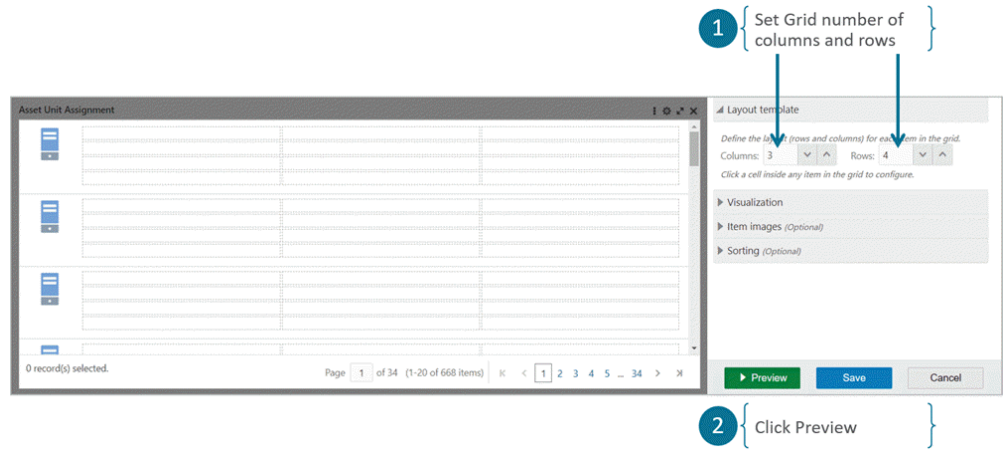 1
Set Grid number of
columns and rows
Asset Unit Assignment
Layout template
Define the layout (rows and columns) for each item in the grid.
Columns: 3 Rows: 4
Click a cell inside any item in the grid to configure.
Visualization
Item images (Optional)
Sorting (Optional)
0 record(s) selected.
Page 1 of 34 (1-20 of 668 items) K < 1 2 3 4 5 ... 34 >
Preview Save Cancel
2
Click Preview